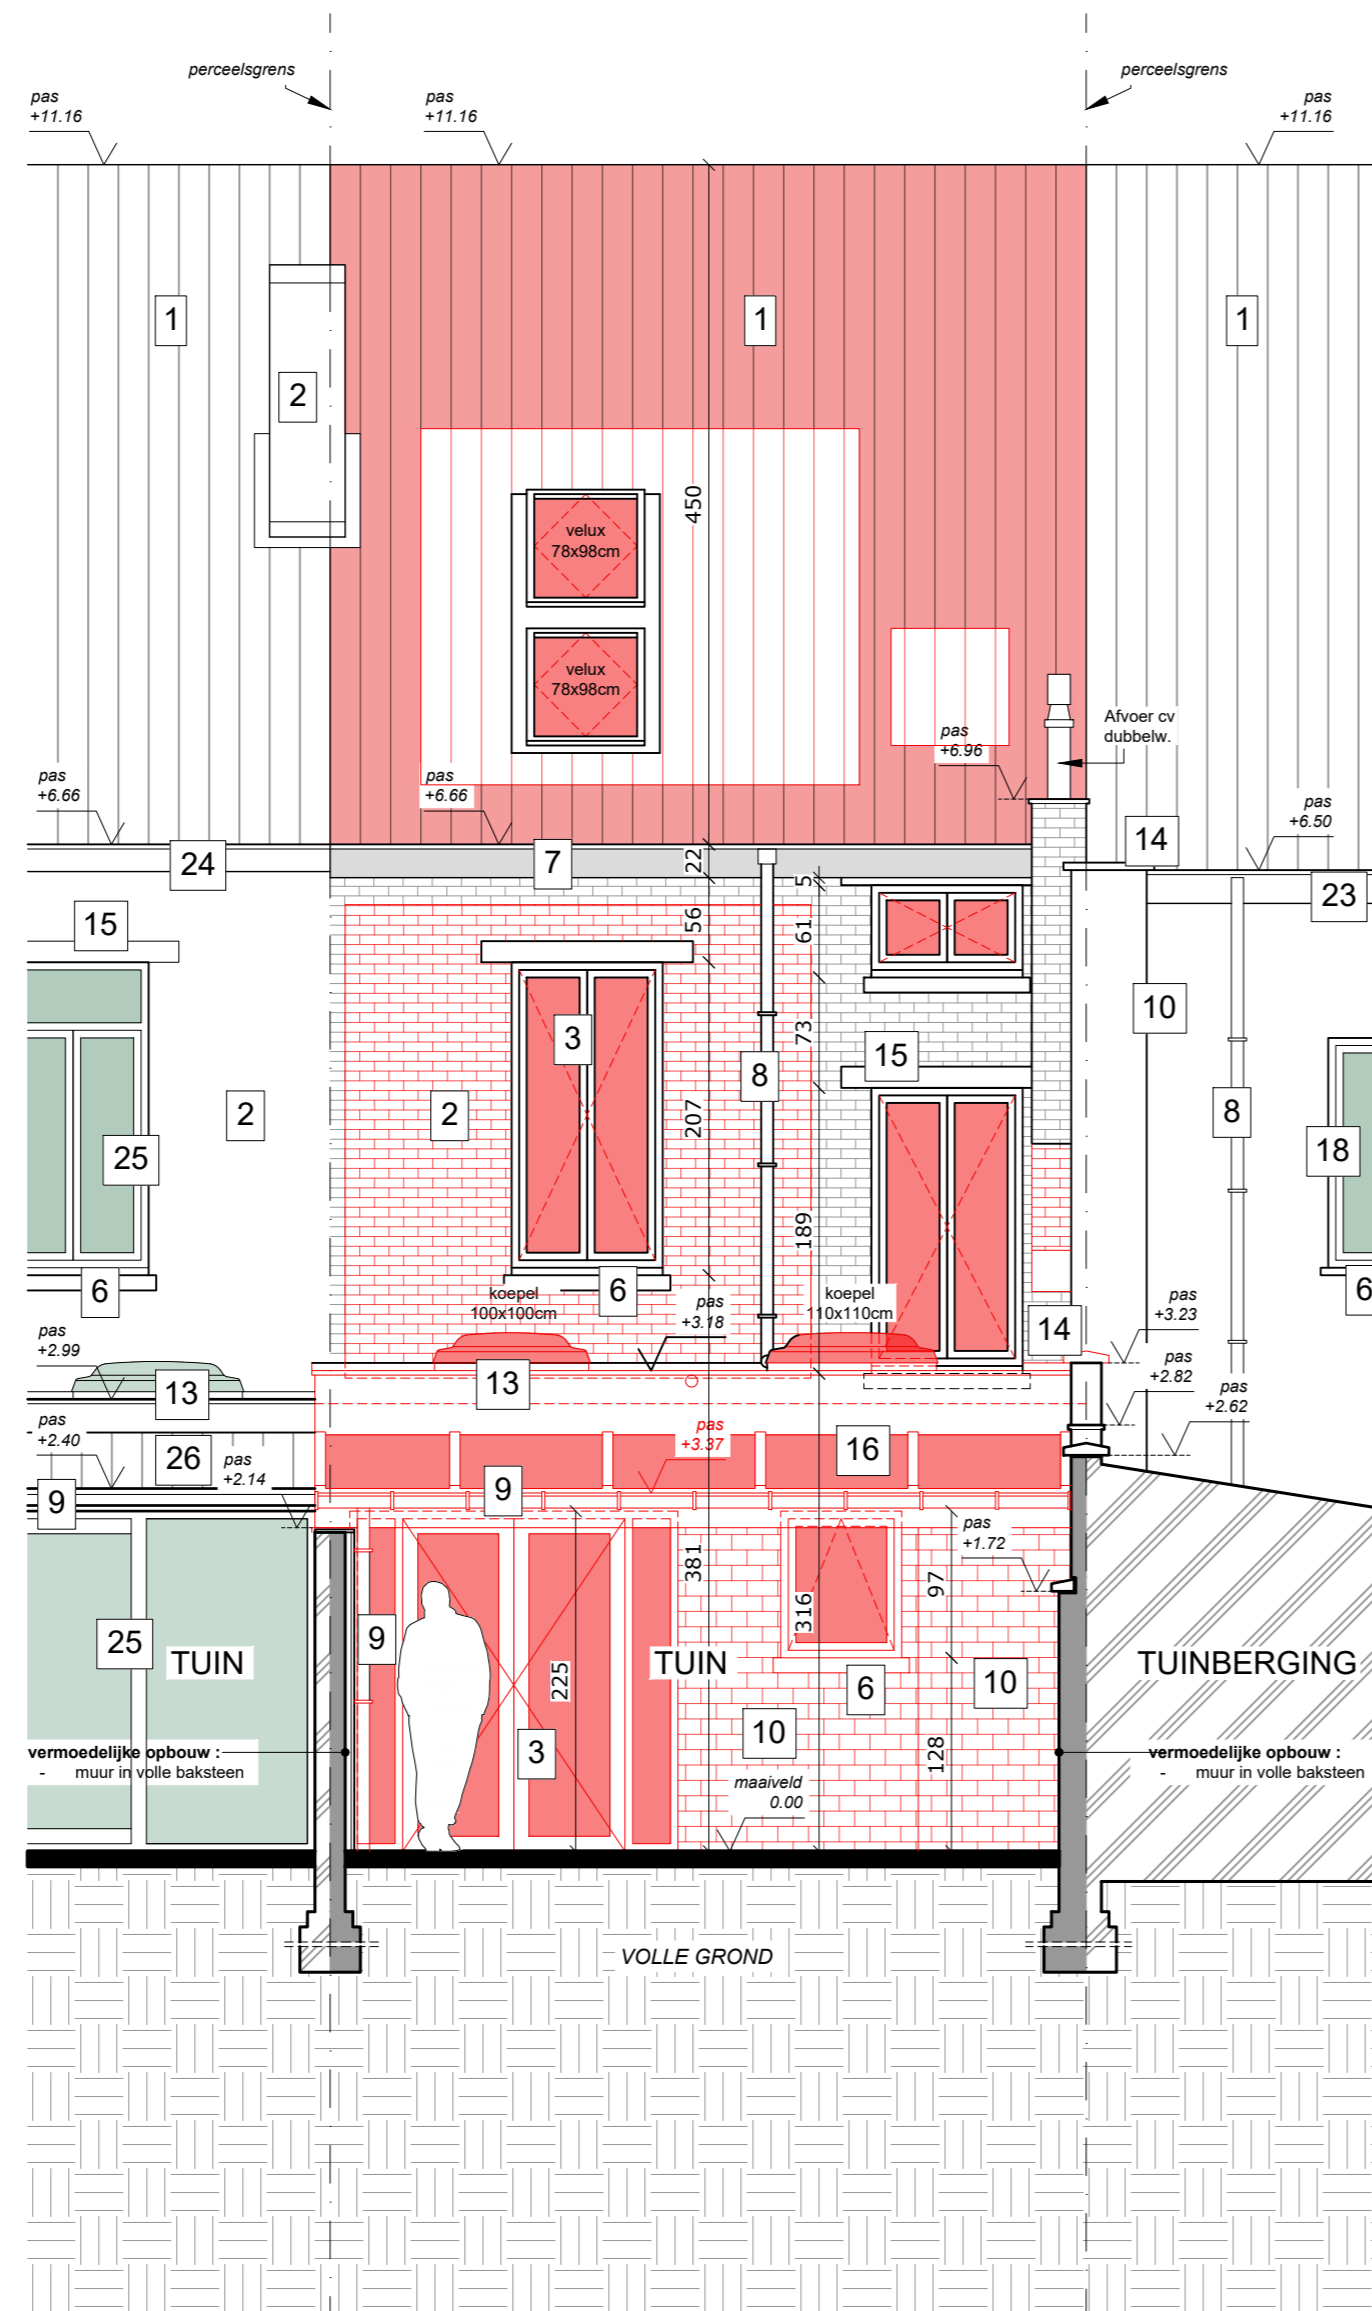 perceelsgrens
perceelsgrens
pas
+11.16
pas
+11.16
pas
+11.16
1
1
1
2
450
velux
78x98cm
velux
78x98cm
Afvoer cv
dubbelw.
pas
+6.96
pas
+6.66
pas
+6.66
pas
+6.50
24
7
22
14
5
23
15
56
61
10
3
73
15
8
8
2
2
207
25
18
189
6
6
6
koepel
100x100cm
koepel
110x110cm
pas
+3.18
pas
+3.23
14
pas
+2.99
13
13
pas
+2.82
pas
+2.62
pas
+2.40
26
pas
+2.14
pas
+3.37
16
9
9
pas
+1.72
381
97
316
25
TUIN
9
225
TUIN
6
10
10
TUINBERGING
3
128
vermoedelijke opbouw :
- muur in volle baksteen
vermoedelijke opbouw :
- muur in volle baksteen
maaiveld
0.00
VOLLE GROND